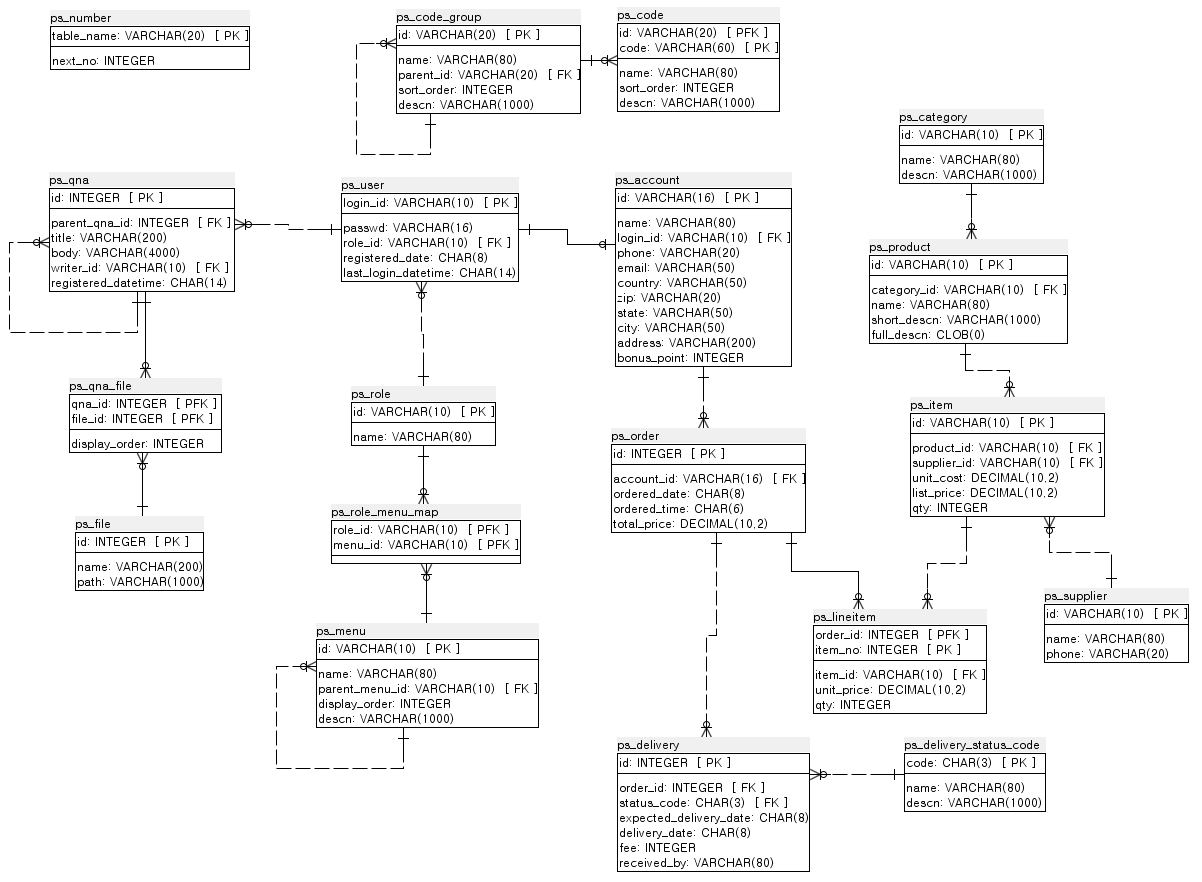 ps_number
table_name: VARCHAR(20) [ PK ]
next_no: INTEGER
ps_code_group
id: VARCHAR(20) [ PK ]
name: VARCHAR(80)
parent_id: VARCHAR(20) [ FK ]
sort_order: INTEGER
descn: VARCHAR(1000)
ps_code
id: VARCHAR(20) [ PFK ]
code: VARCHAR(60) [ PK ]
name: VARCHAR(80)
sort_order: INTEGER
descn: VARCHAR(1000)
ps_category
id: VARCHAR(10) [ PK ]
name: VARCHAR(80)
descn: VARCHAR(1000)
ps_qna
id: INTEGER [ PK ]
parent_qna_id: INTEGER [ FK ]
title: VARCHAR(200)
body: VARCHAR(4000)
writer_id: VARCHAR(10) [ FK ]
registered_datetime: CHAR(14)
ps_user
login_id: VARCHAR(10) [ PK ]
passwd: VARCHAR(16)
role_id: VARCHAR(10) [ FK ]
registered_date: CHAR(8)
last_login_datetime: CHAR(14)
ps_account
id: VARCHAR(16) [ PK ]
name: VARCHAR(80)
login_id: VARCHAR(10) [ FK ]
phone: VARCHAR(20)
email: VARCHAR(50)
country: VARCHAR(50)
zip: VARCHAR(20)
state: VARCHAR(50)
city: VARCHAR(50)
address: VARCHAR(200)
bonus_point: INTEGER
ps_product
id: VARCHAR(10) [ PK ]
category_id: VARCHAR(10) [ FK ]
name: VARCHAR(80)
short_descn: VARCHAR(1000)
full_descn: CLOB(0)
ps_qna_file
qna_id: INTEGER [ PFK ]
file_id: INTEGER [ PFK ]
display_order: INTEGER
ps_role
id: VARCHAR(10) [ PK ]
name: VARCHAR(80)
ps_order
id: INTEGER [ PK ]
account_id: VARCHAR(16) [ FK ]
ordered_date: CHAR(8)
ordered_time: CHAR(6)
total_price: DECIMAL(10,2)
ps_item
id: VARCHAR(10) [ PK ]
product_id: VARCHAR(10) [ FK ]
supplier_id: VARCHAR(10) [ FK ]
unit_cost: DECIMAL(10,2)
list_price: DECIMAL(10,2)
qty: INTEGER
ps_file
id: INTEGER [ PK ]
name: VARCHAR(200)
path: VARCHAR(1000)
ps_role_menu_map
role_id: VARCHAR(10) [ PFK ]
menu_id: VARCHAR(10) [ PFK ]
ps_menu
id: VARCHAR(10) [ PK ]
name: VARCHAR(80)
parent_menu_id: VARCHAR(10) [ FK ]
display_order: INTEGER
descn: VARCHAR(1000)
ps_lineitem
order_id: INTEGER [ PFK ]
item_no: INTEGER [ PK ]
item_id: VARCHAR(10) [ FK ]
unit_price: DECIMAL(10,2)
qty: INTEGER
ps_supplier
id: VARCHAR(10) [ PK ]
name: VARCHAR(80)
phone: VARCHAR(20)
ps_delivery
id: INTEGER [ PK ]
order_id: INTEGER [ FK ]
status_code: CHAR(3) [ FK ]
expected_delivery_date: CHAR(8)
delivery_date: CHAR(8)
fee: INTEGER
received_by: VARCHAR(80)
ps_delivery_status_code
code: CHAR(3) [ PK ]
name: VARCHAR(80)
descn: VARCHAR(1000)